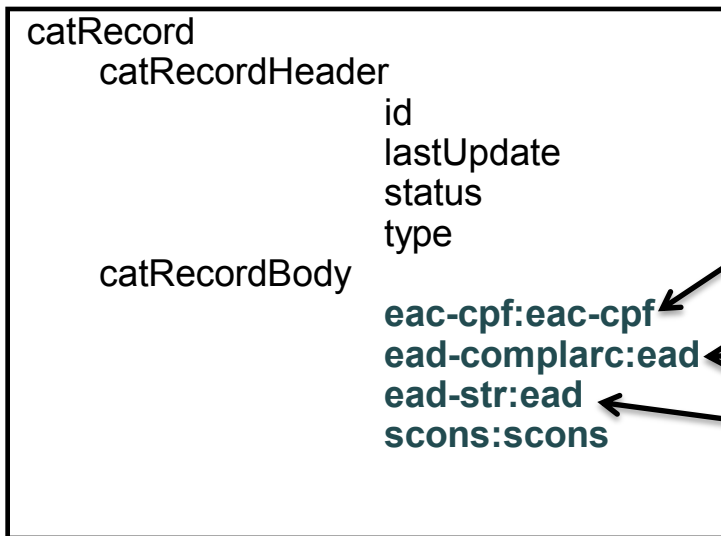 catRecord
catRecordHeader
id
lastUpdate
status
type
catRecordBody
eac-cpf:eac-cpf
ead-complarc:ead
ead-str:ead
scons:scons